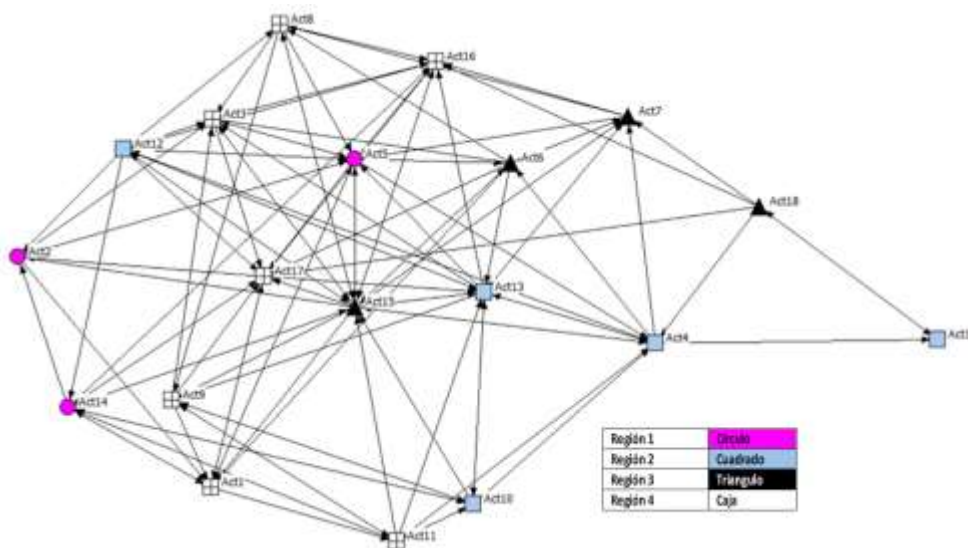 Act8
Act16
Act3
Act7
Act12
Act5
Act6
Act18
Act2
Act17
Act13
Act15
Act4
Act9
Act14
Act1
Act10
Act11
Región 1 Círculo
Región 2 Cuadrado
Región 3 Triangulo
Región 4 Caja